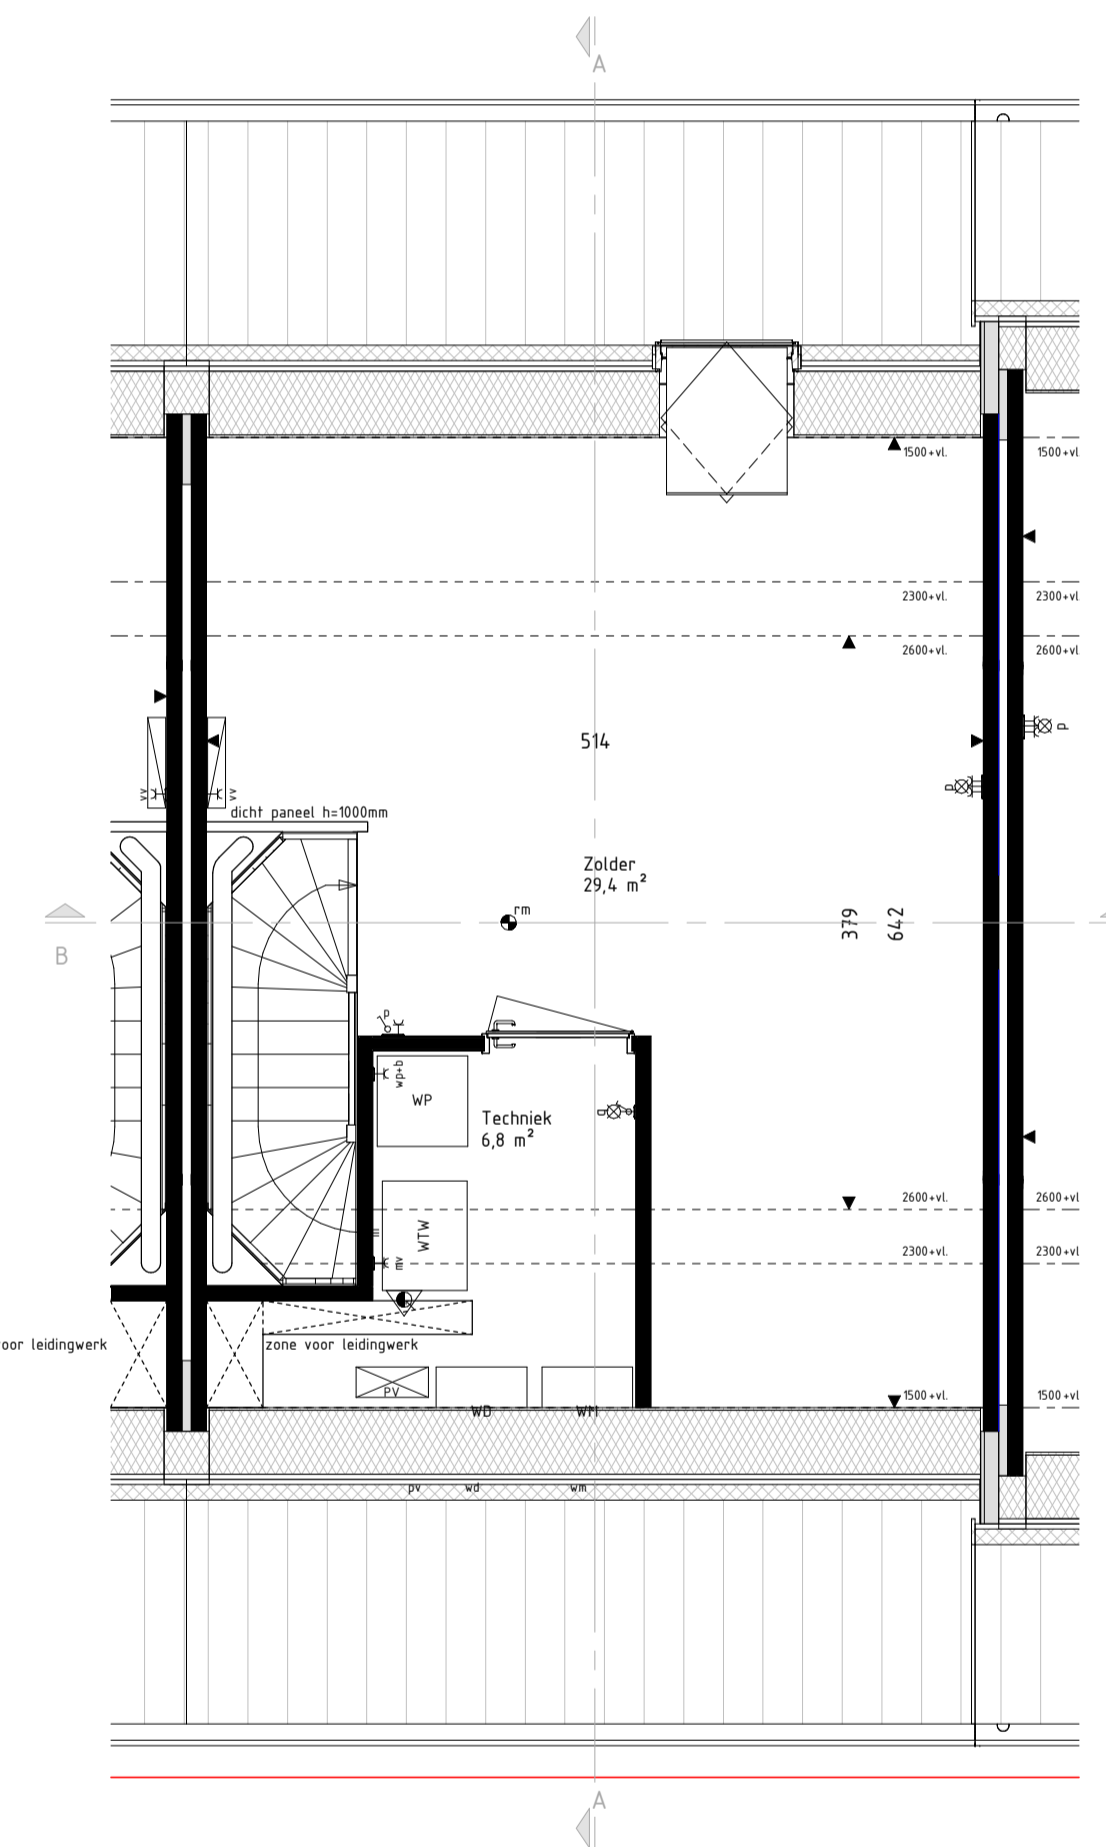 A
1500+vl.
1500+vl
2300+vl.
2300+vl
2600+vl.
2600+vl
p
514
vv
vv
p
dicht paneel h=1000mm
Zolder
29,4 m²
rm
379
642
B
p
wp+b
WP
Techniek
6,8 m²
2600+vl.
2600+vl
WTW
2300+vl.
2300+vl
mv
oor leidingwerk
zone voor leidingwerk
PV
1500+vl.
1500+vl
WD
WM
pv
wd
wm
A